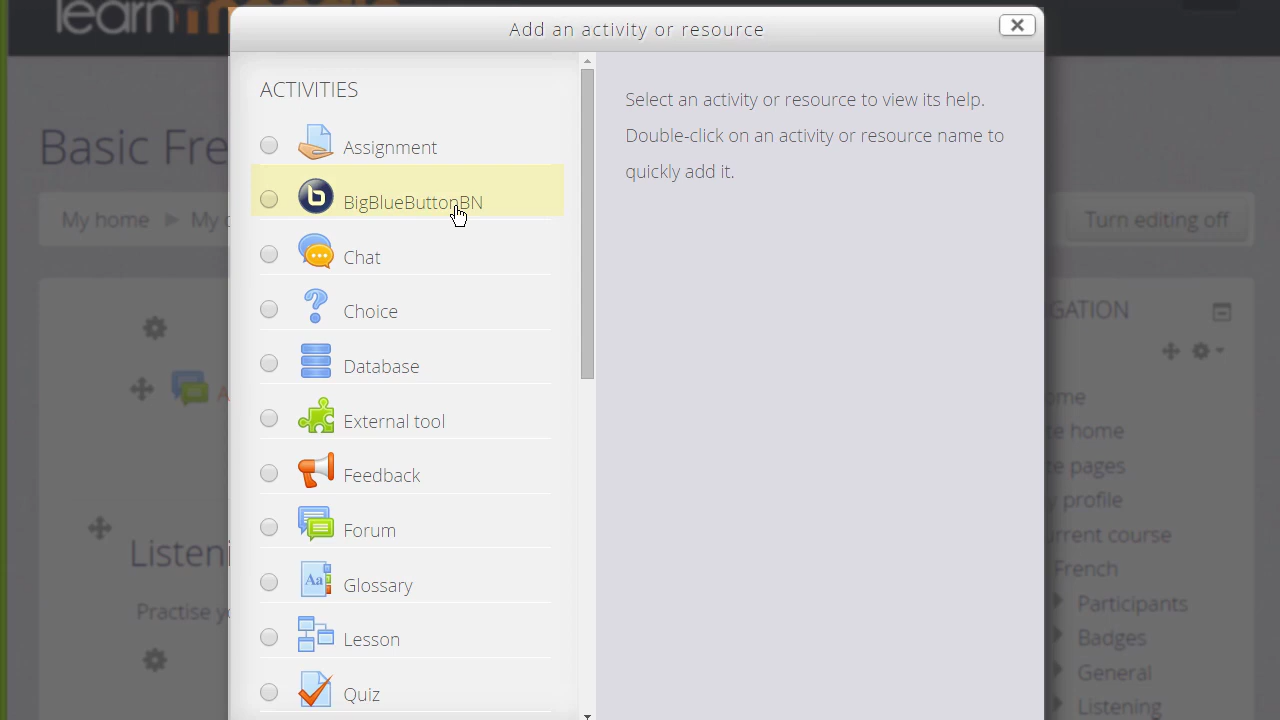 learn
Add an activity or resource
ACTIVITIES
Select an activity or resource to view its help.
Double-click on an activity or resource name to
quickly add it.
Assignment
BigBlueButtonBN
Chat
Choice
Database
External tool
Feedback
Forum
Glossary
Lesson
Quiz
Basic Fre
My home
Turn editing off
Listeni
Practise
GATION
ome
te home
te pages
y profile
urrent course
French
Participants
Badges
General
Listening